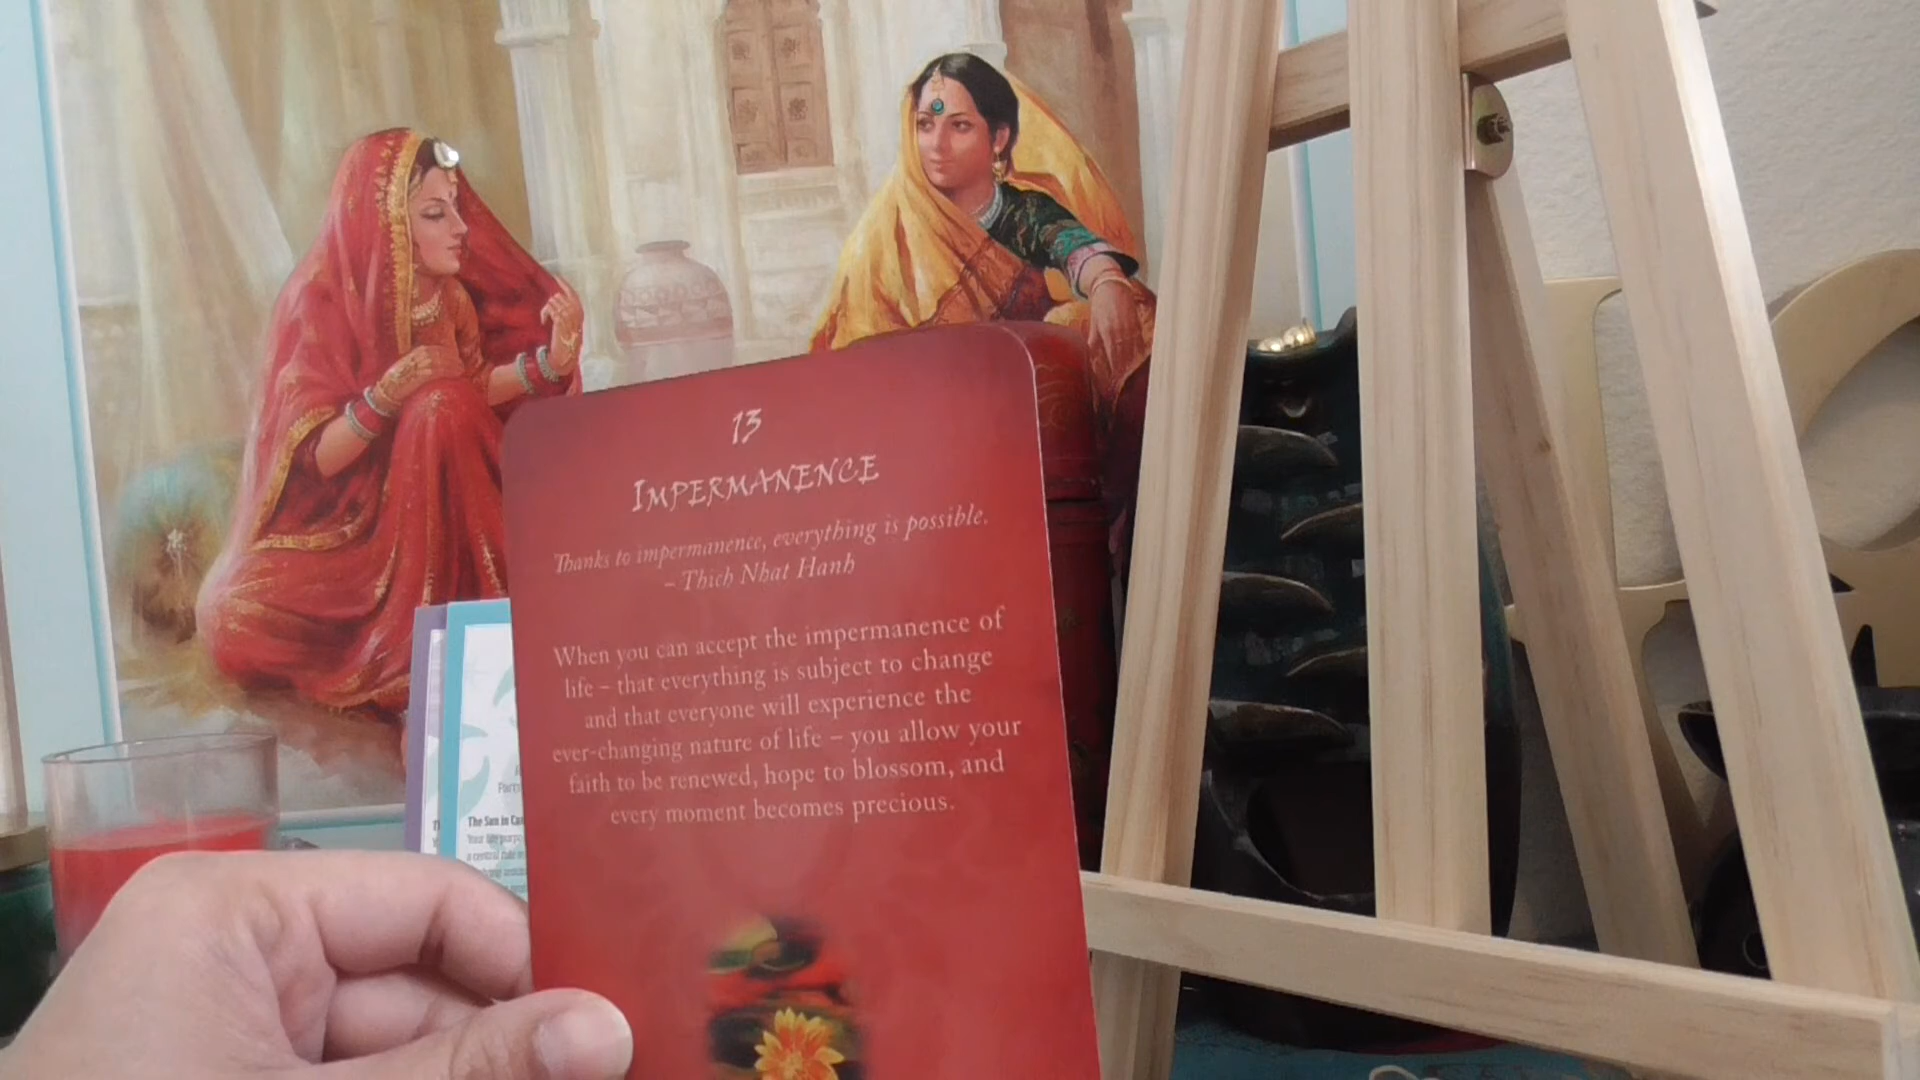 13
IMPERMANENCE
Thanks to impermanence, everything is possible.
– Thich Nhat Hanh
When you can accept the impermanence of
life – that everything is subject to change
and that everyone will experience the
ever-changing nature of life – you allow your
faith to be renewed, hope to blossom, and
every moment becomes precious.
The Sun in Can